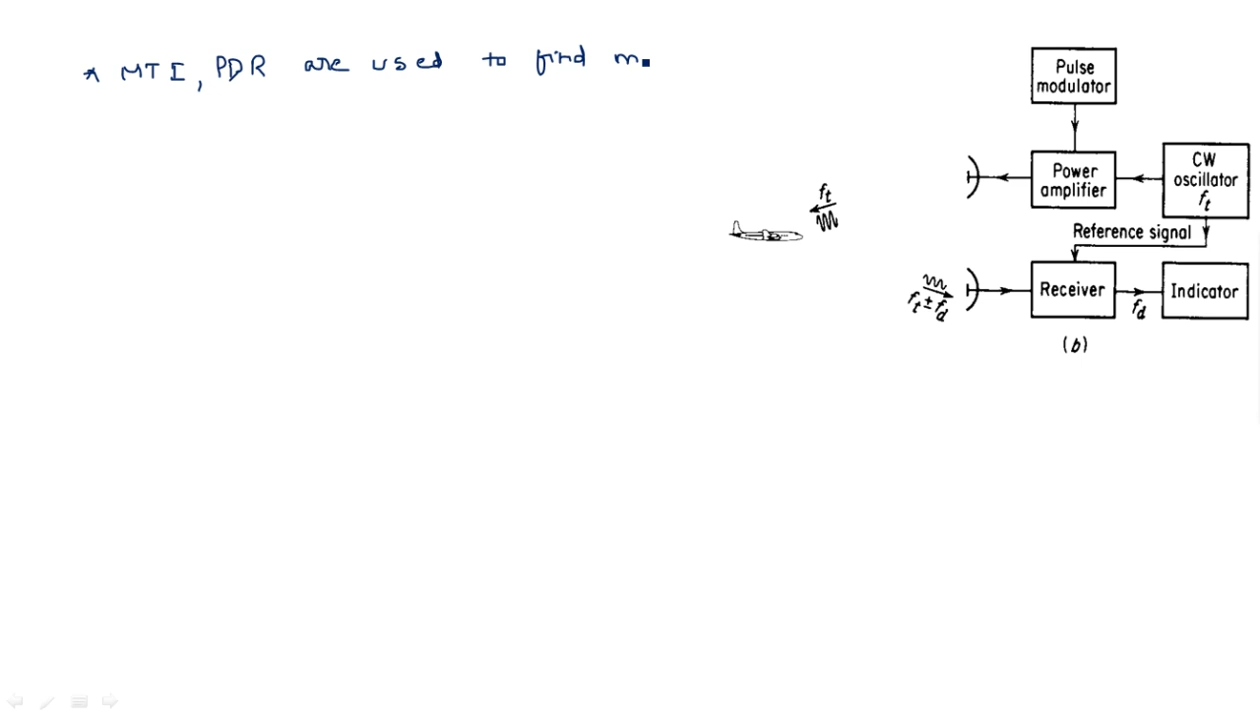 * MTI, PDR are used to find m
Pulse
modulator
Power
amplifier
CW
oscillator
f_t
f_t
Reference signal
Receiver
f_d
Indicator
f_t ± f_d
(b)